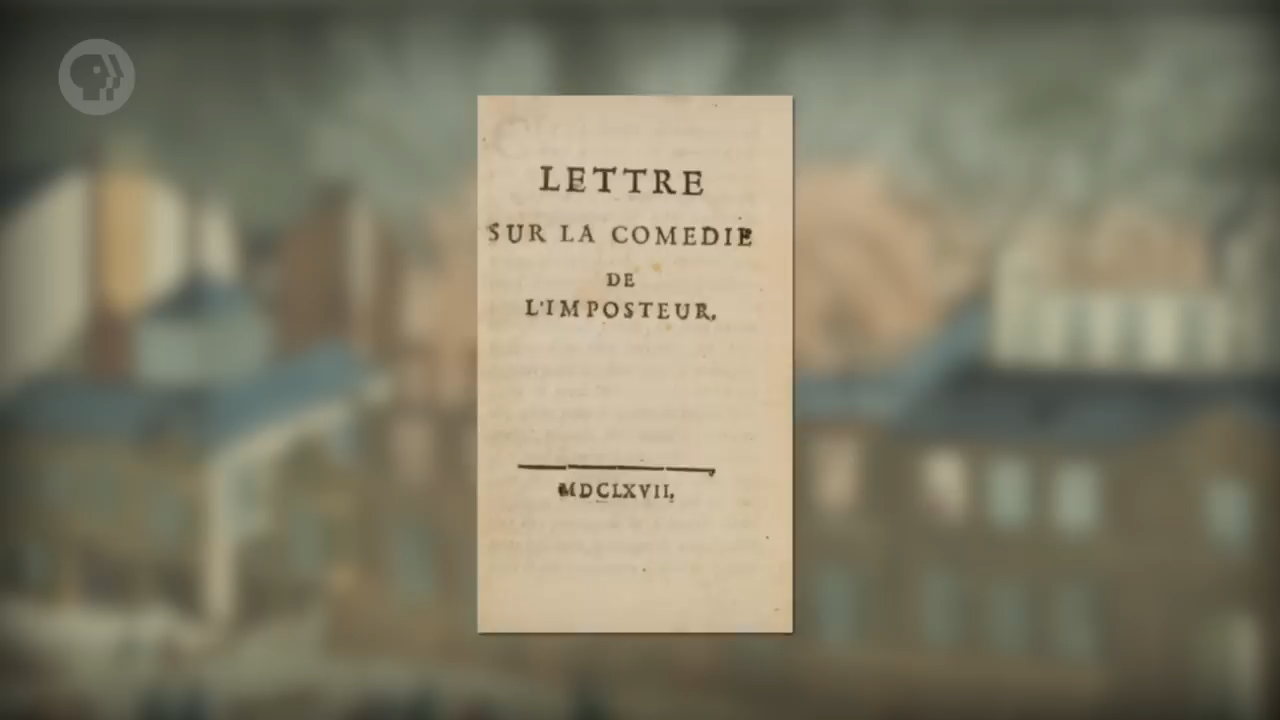 LETTRE
SUR LA COMEDIE
DE
L'IMPOSTEUR.
MDCLXVII.